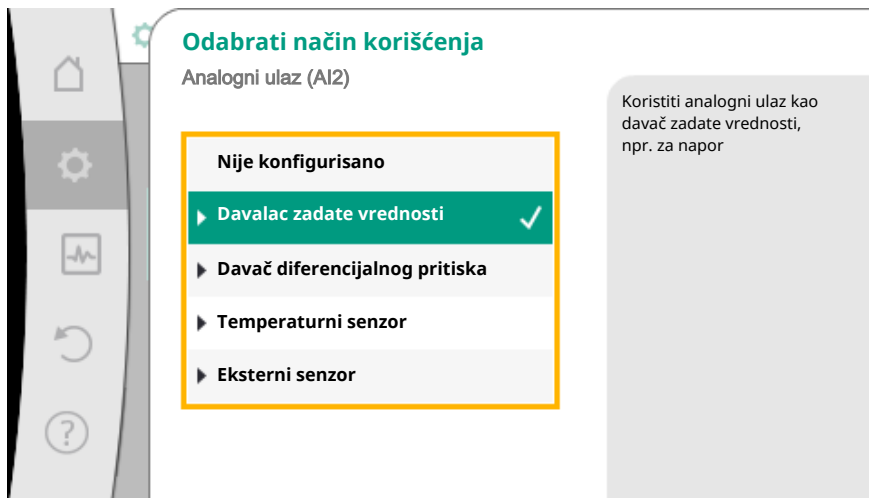 Odabrati način korišćenja
Analogni ulaz (AI2)
Nije konfigurisano
Davalac zadate vrednosti
Davač diferencijalnog pritiska
Temperaturni senzor
Eksterni senzor
Koristiti analogni ulaz kao
davač zadate vrednosti,
npr. za napor